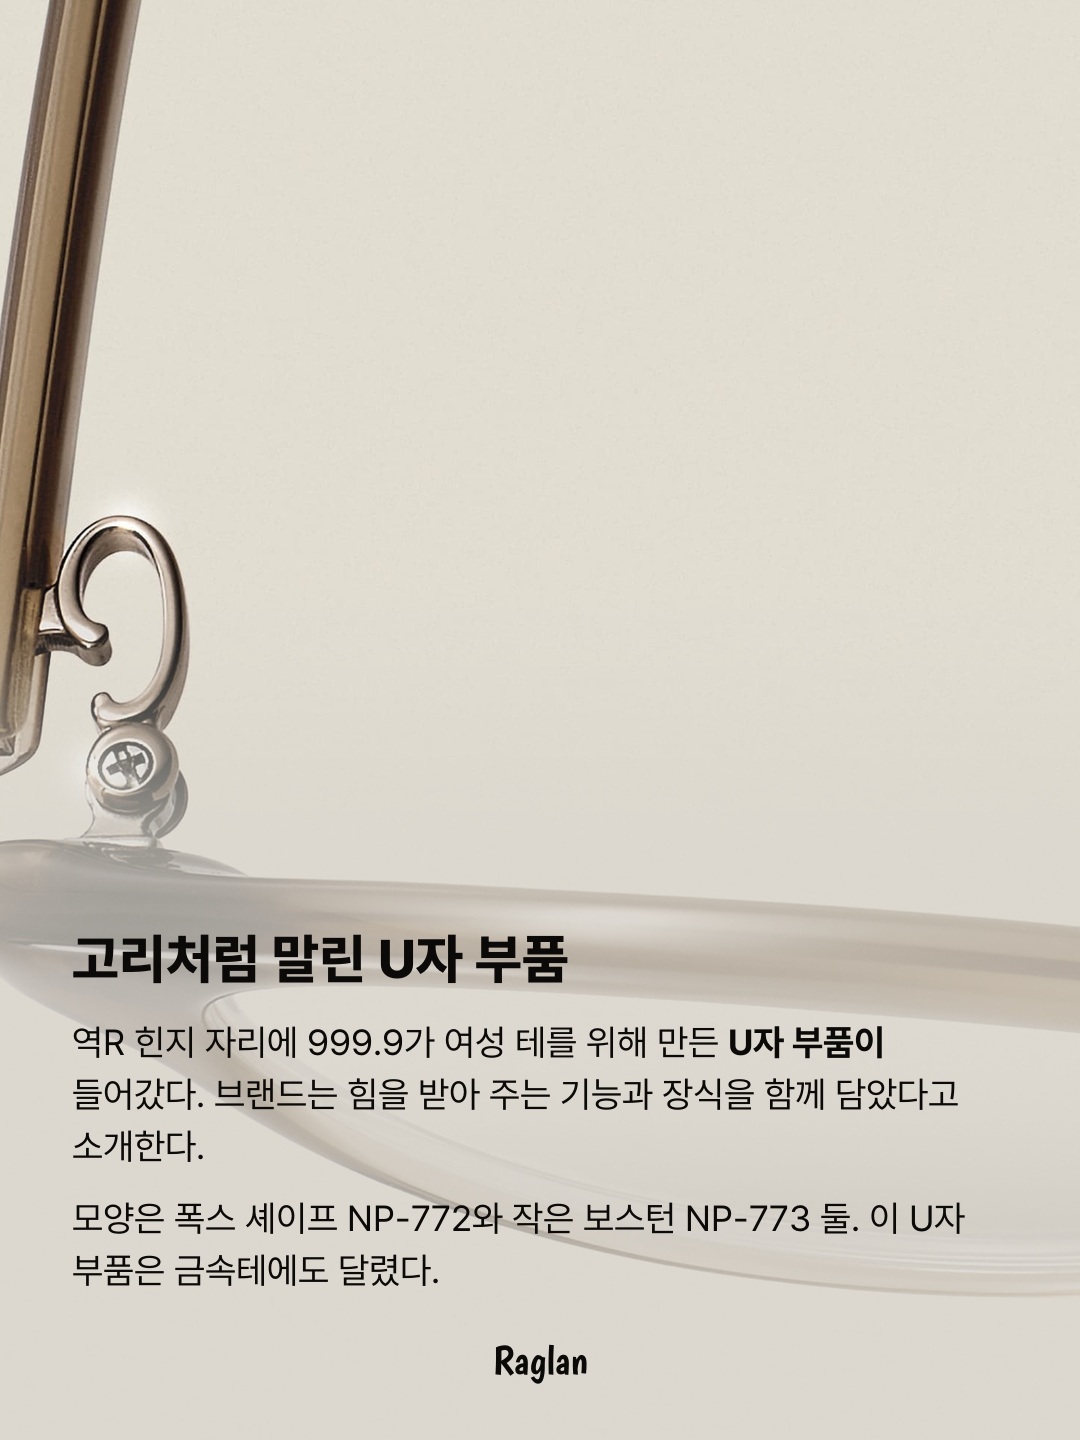 고리처럼 말린 U자 부품
역R 힌지 자리에 999.9가 여성 테를 위해 만든 U자 부품이
들어갔다. 브랜드는 힘을 받아 주는 기능과 장식을 함께 담았다고
소개한다.
모양은 폭스 셰이프 NP-772와 작은 보스턴 NP-773 둘. 이 U자
부품은 금속테에도 달렸다.
Raglan